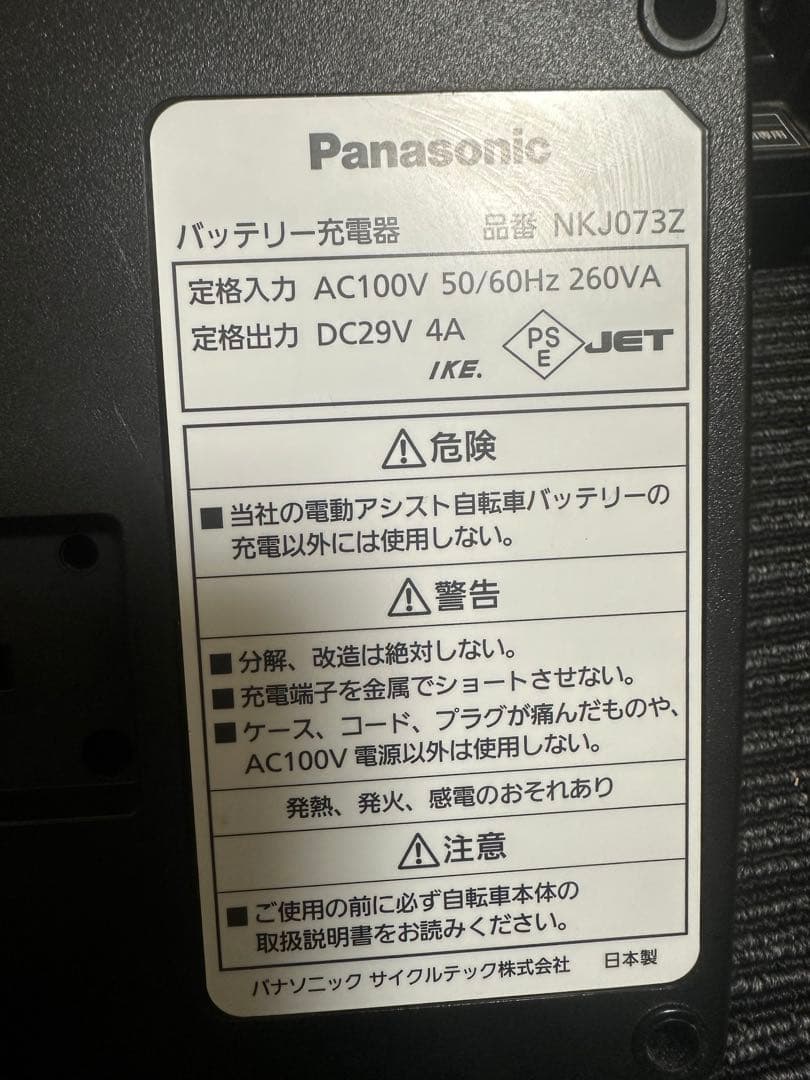 Panasonic
バッテリー充電器 品番 NKJ073Z
定格入力 AC100V 50/60Hz 260VA
定格出力 DC29V 4A
IKE.
PS
E
JET
危険
■当社の電動アシスト自転車バッテリーの
充電以外には使用しない。
警告
■分解、改造は絶対しない。
■充電端子を金属でショートさせない。
■ケース、コード、プラグが痛んだものや、
AC100V 電源以外は使用しない。
発熱、発火、感電のおそれあり
注意
■ご使用の前に必ず自転車本体の
取扱説明書をお読みください。
パナソニック サイクルテック株式会社 日本製
専用